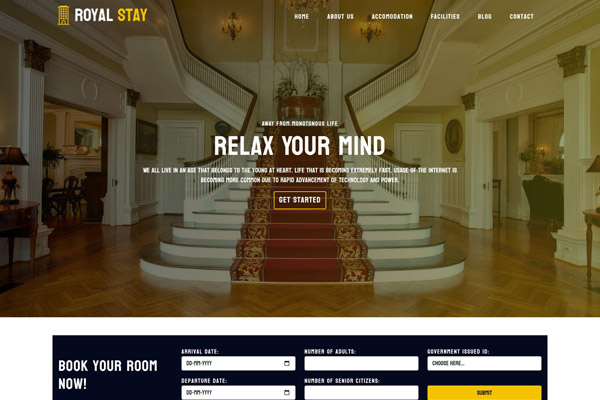 ROYAL STAY
HOME ABOUT US ACCOMODATION FACILITIES BLOG CONTACT
AWAY FROM MONOTONOUS LIFE
RELAX YOUR MIND
WE ALL LIVE IN AN AGE THAT BELONGS TO THE YOUNG AT HEART. LIFE THAT IS BECOMING EXTREMELY FAST, USAGE OF THE INTERNET IS
BECOMING MORE COMMON DUE TO RAPID ADVANCEMENT OF TECHNOLOGY AND POWER.
GET STARTED
BOOK YOUR ROOM
NOW!
ARRIVAL DATE:
DD-MM-YYYY
DEPARTURE DATE:
DD-MM-YYYY
NUMBER OF ADULTS:
NUMBER OF SENIOR CITIZENS:
GOVERNMENT ISSUED ID:
CHOOSE HERE...
SUBMIT